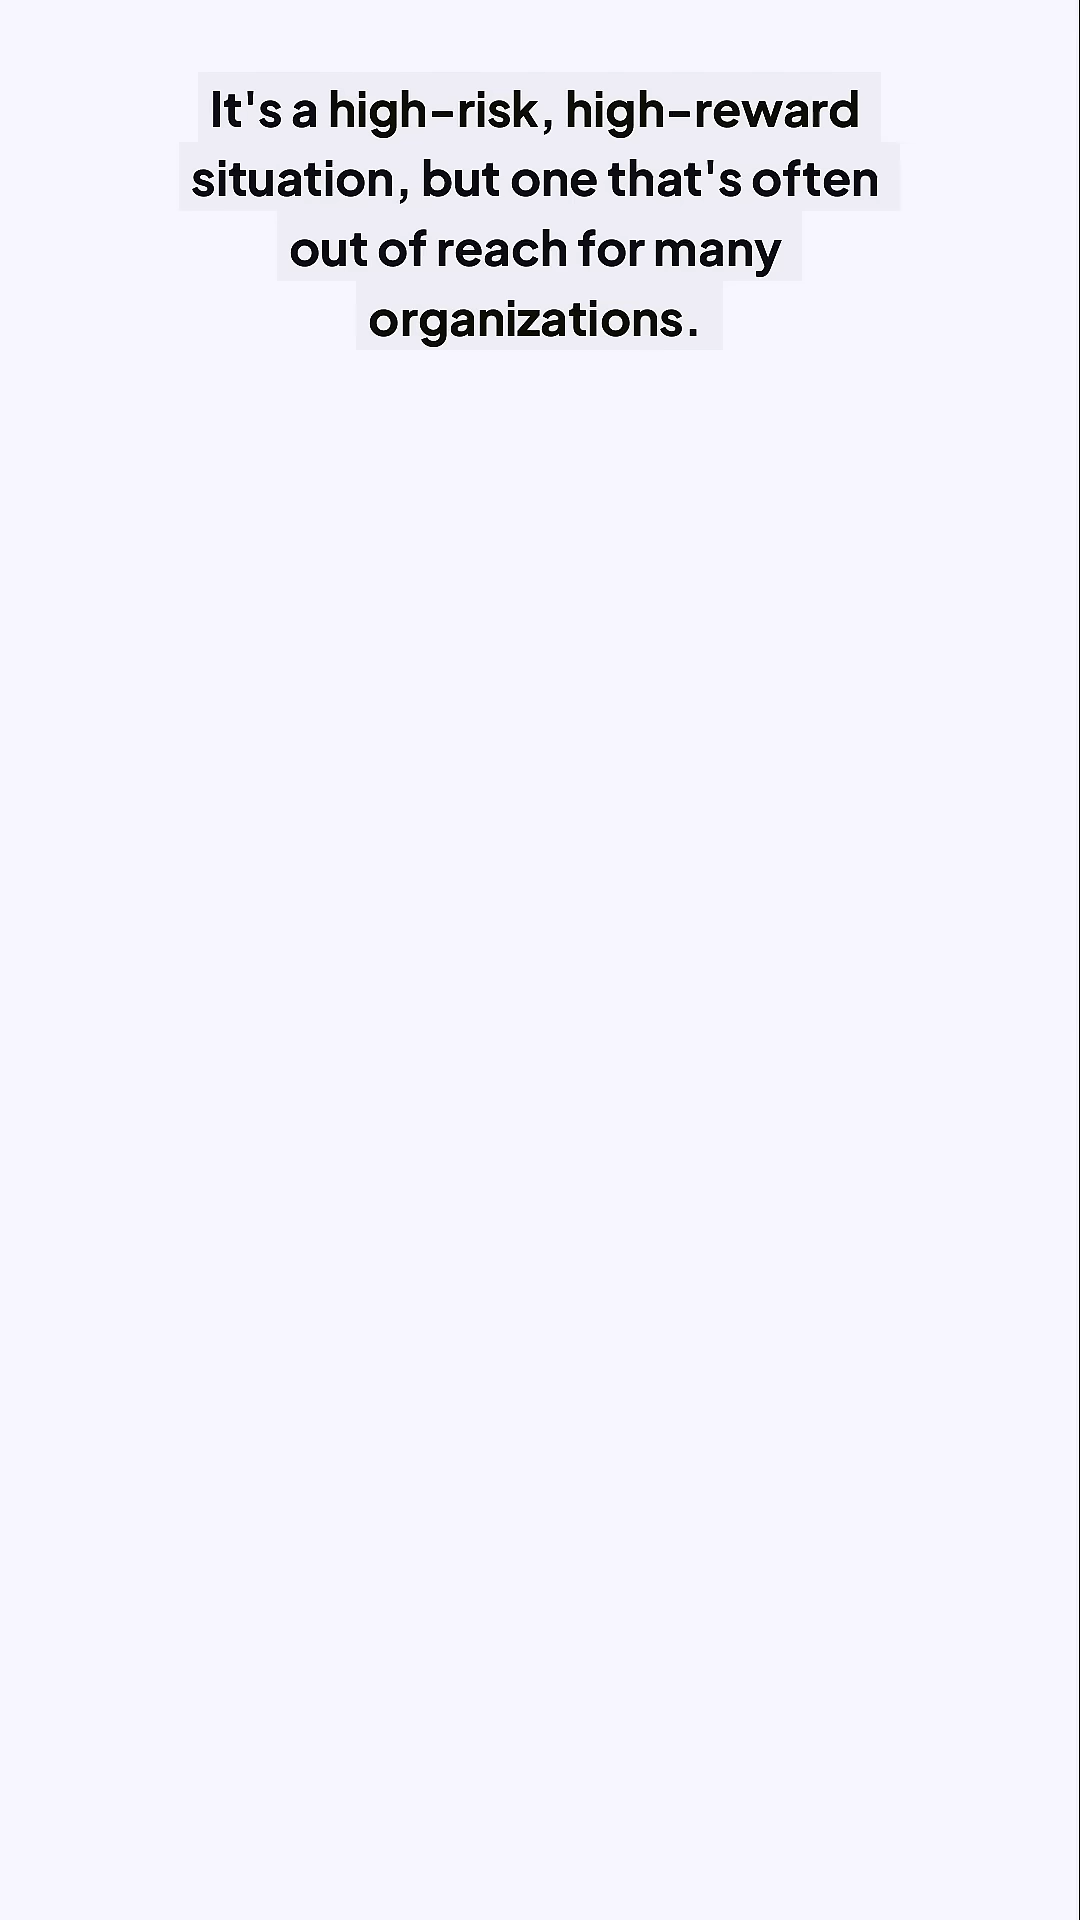 It's a high-risk, high-reward
situation, but one that's often
out of reach for many
organizations.